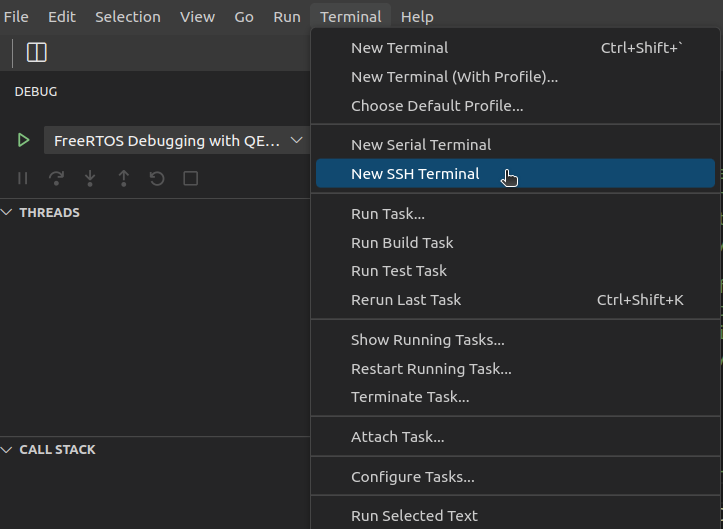 File Edit Selection View Go Run Terminal Help
DEBUG
FreeRTOS Debugging with QE...
THREADS
CALL STACK
New Terminal Ctrl+Shift+`
New Terminal (With Profile)...
Choose Default Profile...
New Serial Terminal
New SSH Terminal
Run Task...
Run Build Task
Run Test Task
Rerun Last Task Ctrl+Shift+K
Show Running Tasks...
Restart Running Task...
Terminate Task...
Attach Task...
Configure Tasks...
Run Selected Text